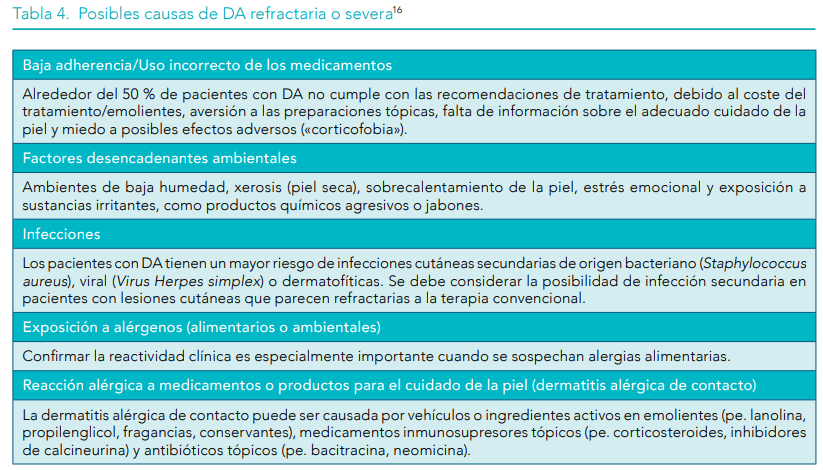 Tabla 4. Posibles causas de DA refractaria o severa¹⁶
Baja adherencia/Uso incorrecto de los medicamentos
Alrededor del 50 % de pacientes con DA no cumple con las recomendaciones de tratamiento, debido al coste del
tratamiento/emolientes, aversión a las preparaciones tópicas, falta de información sobre el adecuado cuidado de la
piel y miedo a posibles efectos adversos («corticofobia»).
Factores desencadenantes ambientales
Ambientes de baja humedad, xerosis (piel seca), sobrecalentamiento de la piel, estrés emocional y exposición a
sustancias irritantes, como productos químicos agresivos o jabones.
Infecciones
Los pacientes con DA tienen un mayor riesgo de infecciones cutáneas secundarias de origen bacteriano (Staphylococcus
aureus), viral (Virus Herpes simplex) o dermatofíticas. Se debe considerar la posibilidad de infección secundaria en
pacientes con lesiones cutáneas que parecen refractarias a la terapia convencional.
Exposición a alérgenos (alimentarios o ambientales)
Confirmar la reactividad clínica es especialmente importante cuando se sospechan alergias alimentarias.
Reacción alérgica a medicamentos o productos para el cuidado de la piel (dermatitis alérgica de contacto)
La dermatitis alérgica de contacto puede ser causada por vehículos o ingredientes activos en emolientes (pe. lanolina,
propilenglicol, fragancias, conservantes), medicamentos inmunosupresores tópicos (pe. corticosteroides, inhibidores
de calcineurina) y antibióticos tópicos (pe. bacitracina, neomicina).